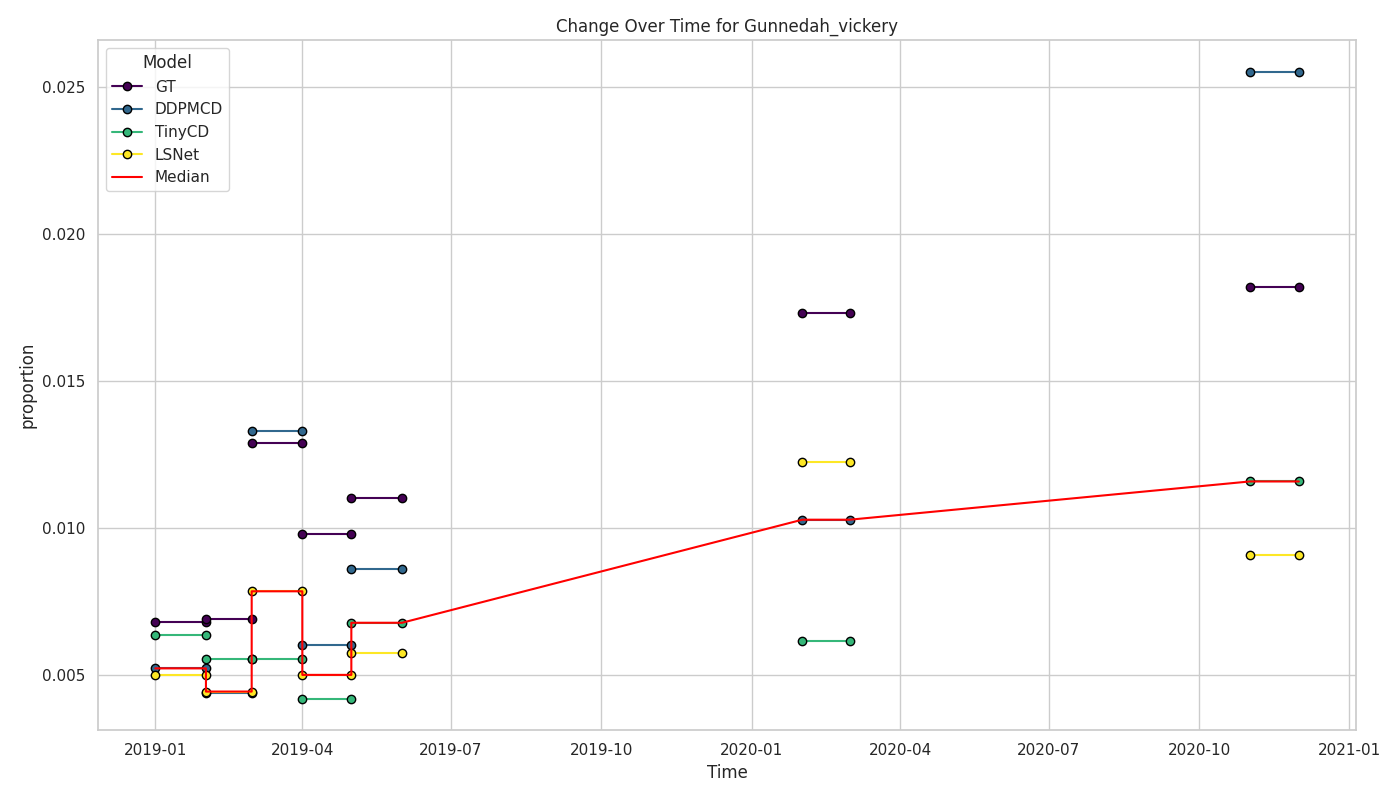 Change Over Time for Gunnedah_vickery
Model
GT
DDPMCD
TinyCD
LSNet
Median
0.025
0.020
0.015
0.010
0.005
proportion
2019-01
2019-04
2019-07
2019-10
2020-01
2020-04
2020-07
2020-10
2021-01
Time